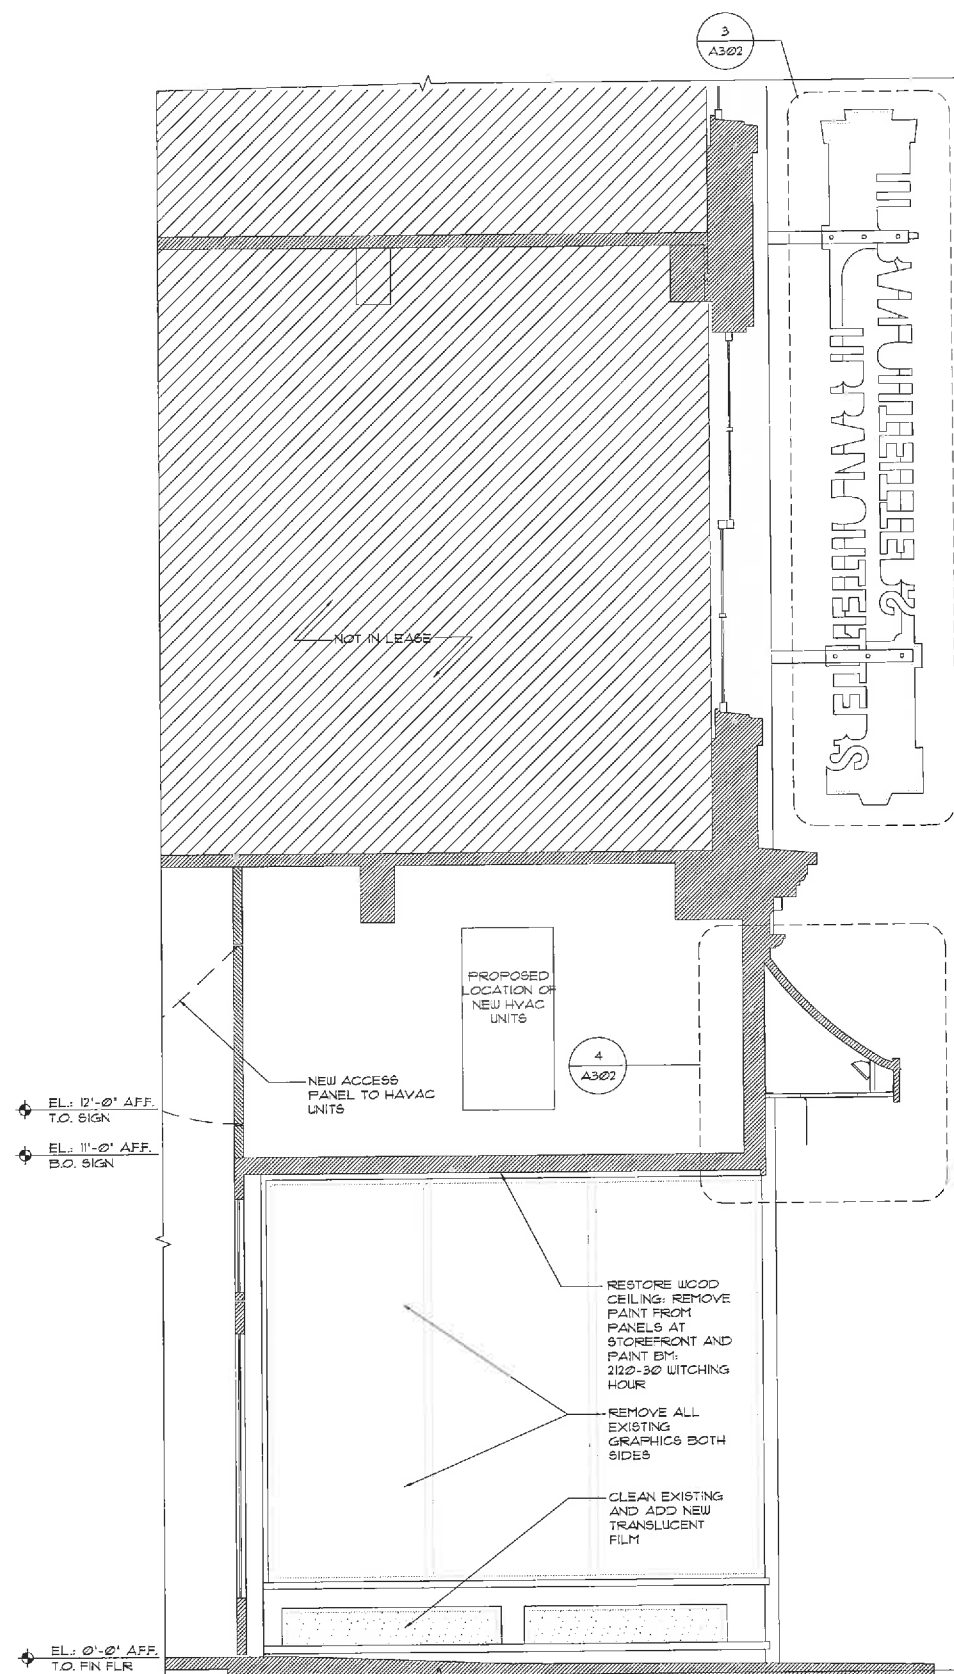 3
A302
NOT IN LEASE
PROPOSED
LOCATION OF
NEW HVAC
UNITS
4
A302
NEW ACCESS
PANEL TO HAVAC
UNITS
EL.: 12'-0" A.F.F.
T.O. SIGN
EL.: 11'-0" A.F.F.
B.O. SIGN
RESTORE WOOD
CEILING: REMOVE
PAINT FROM
PANELS AT
STOREFRONT AND
PAINT BM:
2120-30 WITCHING
HOUR
REMOVE ALL
EXISTING
GRAPHICS BOTH
SIDES
CLEAN EXISTING
AND ADD NEW
TRANSLUCENT
FILM
EL.: 0'-0" A.F.F.
T.O. FIN FLR